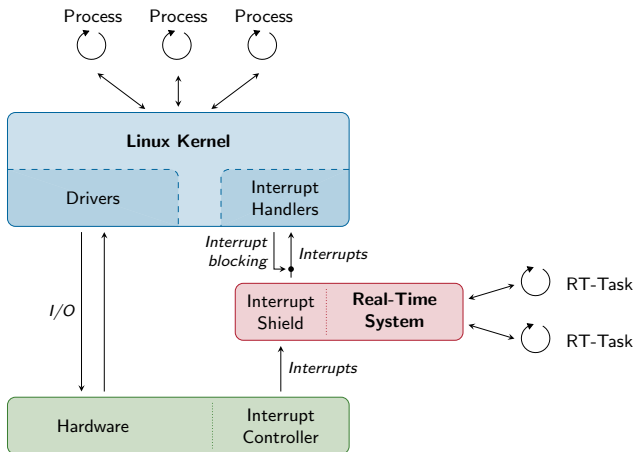 Process Process Process
Linux Kernel
Drivers
Interrupt
Handlers
Interrupt
blocking
Interrupts
I/O
Interrupt
Shield
Real-Time
System
RT-Task
RT-Task
Interrupts
Hardware
Interrupt
Controller